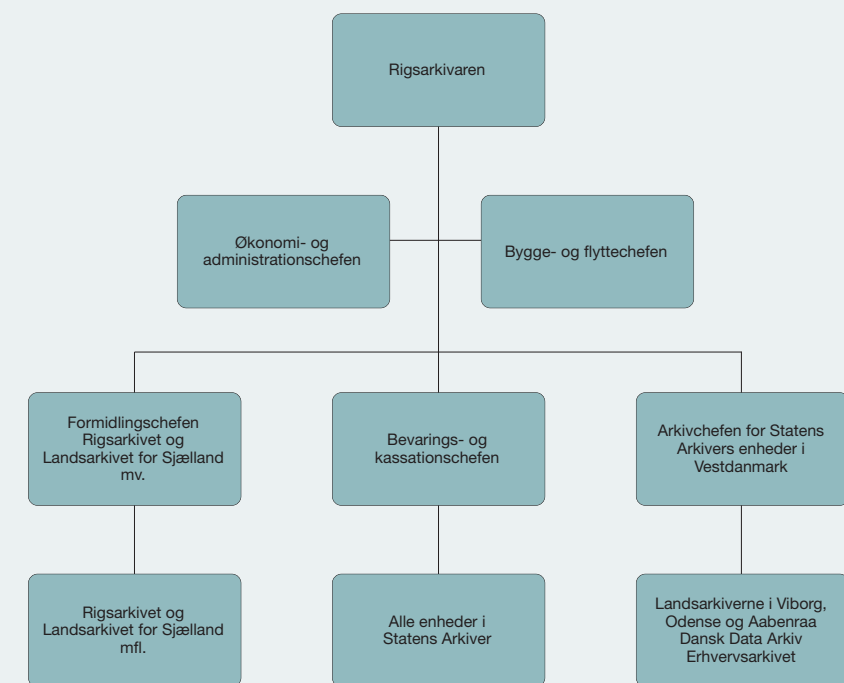 Rigsarkivaren
Økonomi- og
administrationschefen
Bygge- og flyttechefen
Formidlingschefen
Rigsarkivet og
Landsarkivet for Sjælland
mv.
Bevarings- og
kassationschefen
Arkivchefen for Statens
Arkivers enheder i
Vestdanmark
Rigsarkivet og
Landsarkivet for Sjælland
mfl.
Alle enheder i
Statens Arkiver
Landsarkiverne i Viborg,
Odense og Aabenraa
Dansk Data Arkiv
Erhvervsarkivet